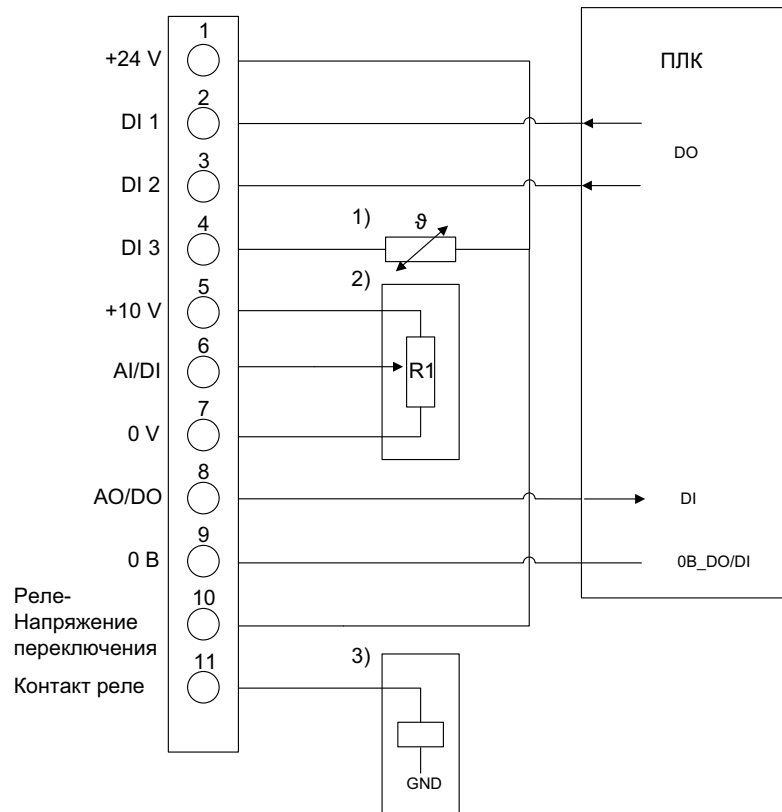 1
+24 V
ПЛК
2
DI 1
DO
3
DI 2
1)
ϑ
4
DI 3
2)
5
+10 V
6
AI/DI
R1
7
0 V
8
AO/DO
DI
9
0 В
0B_DO/DI
Реле-
Напряжение
переключения
10
3)
11
Контакт реле
GND